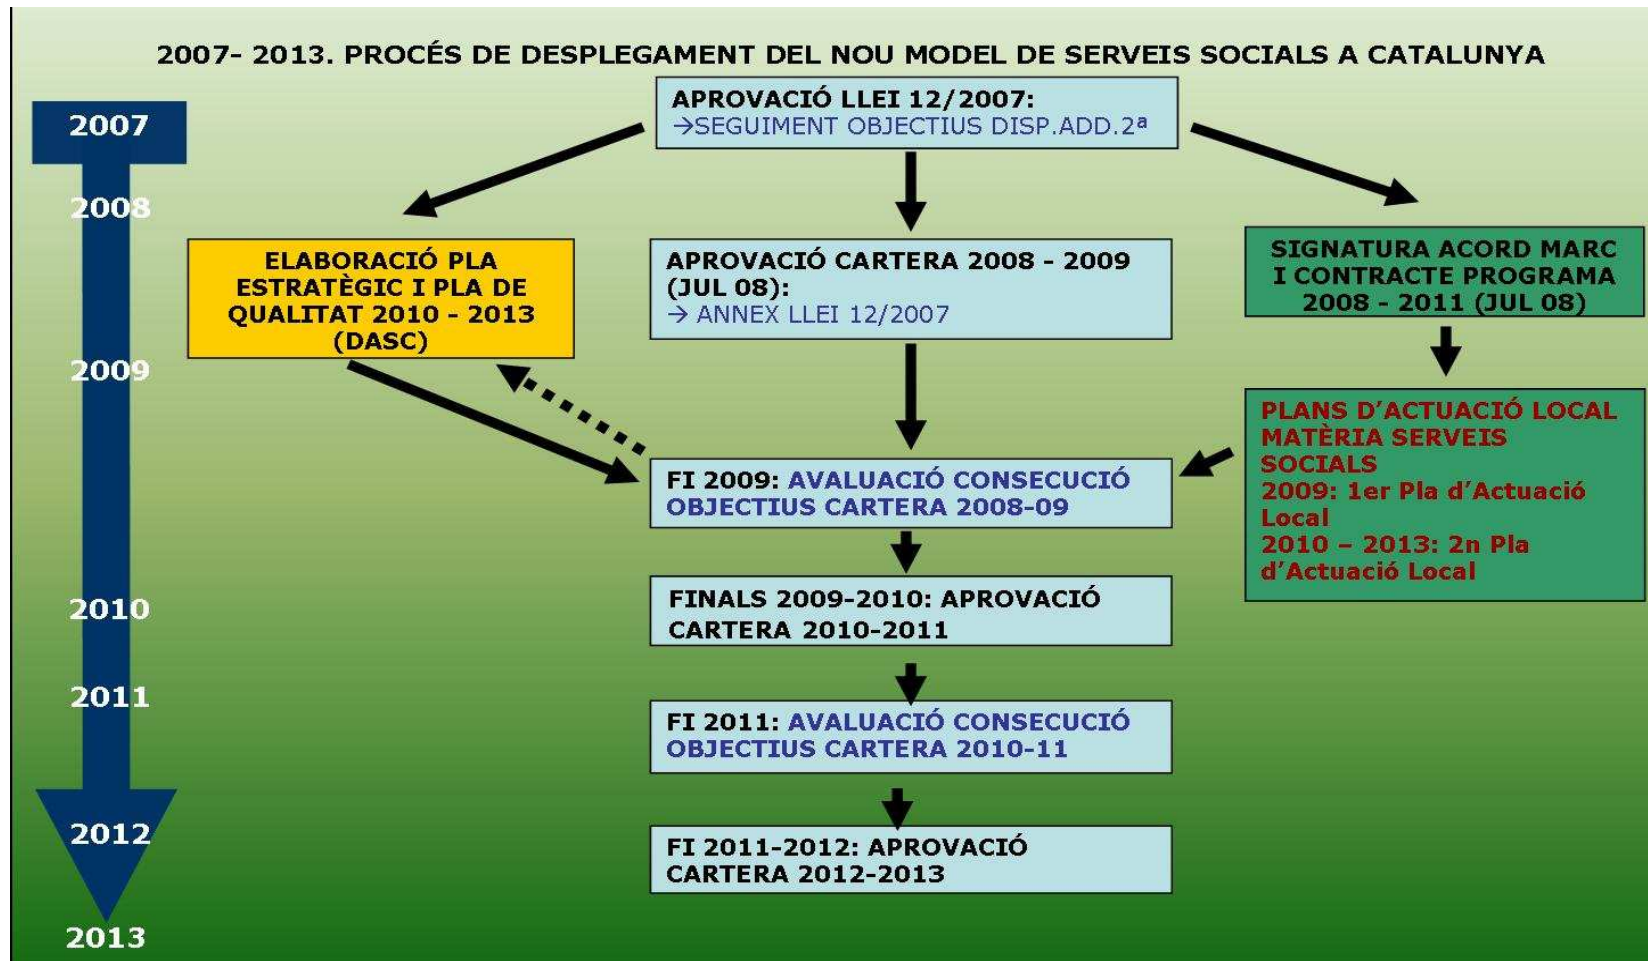 2007- 2013. PROCÉS DE DESPLEGAMENT DEL NOU MODEL DE SERVEIS SOCIALS A CATALUNYA
2007
2008
2009
2010
2011
2012
2013
APROVACIÓ LLEI 12/2007:
→SEGUIMENT OBJECTIUS DISP.ADD.2ª
ELABORACIÓ PLA
ESTRATÈGIC I PLA DE
QUALITAT 2010 - 2013
(DASC)
APROVACIÓ CARTERA 2008 - 2009
(JUL 08):
→ ANNEX LLEI 12/2007
SIGNATURA ACORD MARC
I CONTRACTE PROGRAMA
2008 - 2011 (JUL 08)
PLANS D’ACTUACIÓ LOCAL
MATÈRIA SERVEIS
SOCIALS
2009: 1er Pla d’Actuació
Local
2010 – 2013: 2n Pla
d’Actuació Local
FI 2009: AVALUACIÓ CONSECUCIÓ
OBJECTIUS CARTERA 2008-09
FINALS 2009-2010: APROVACIÓ
CARTERA 2010-2011
FI 2011: AVALUACIÓ CONSECUCIÓ
OBJECTIUS CARTERA 2010-11
FI 2011-2012: APROVACIÓ
CARTERA 2012-2013